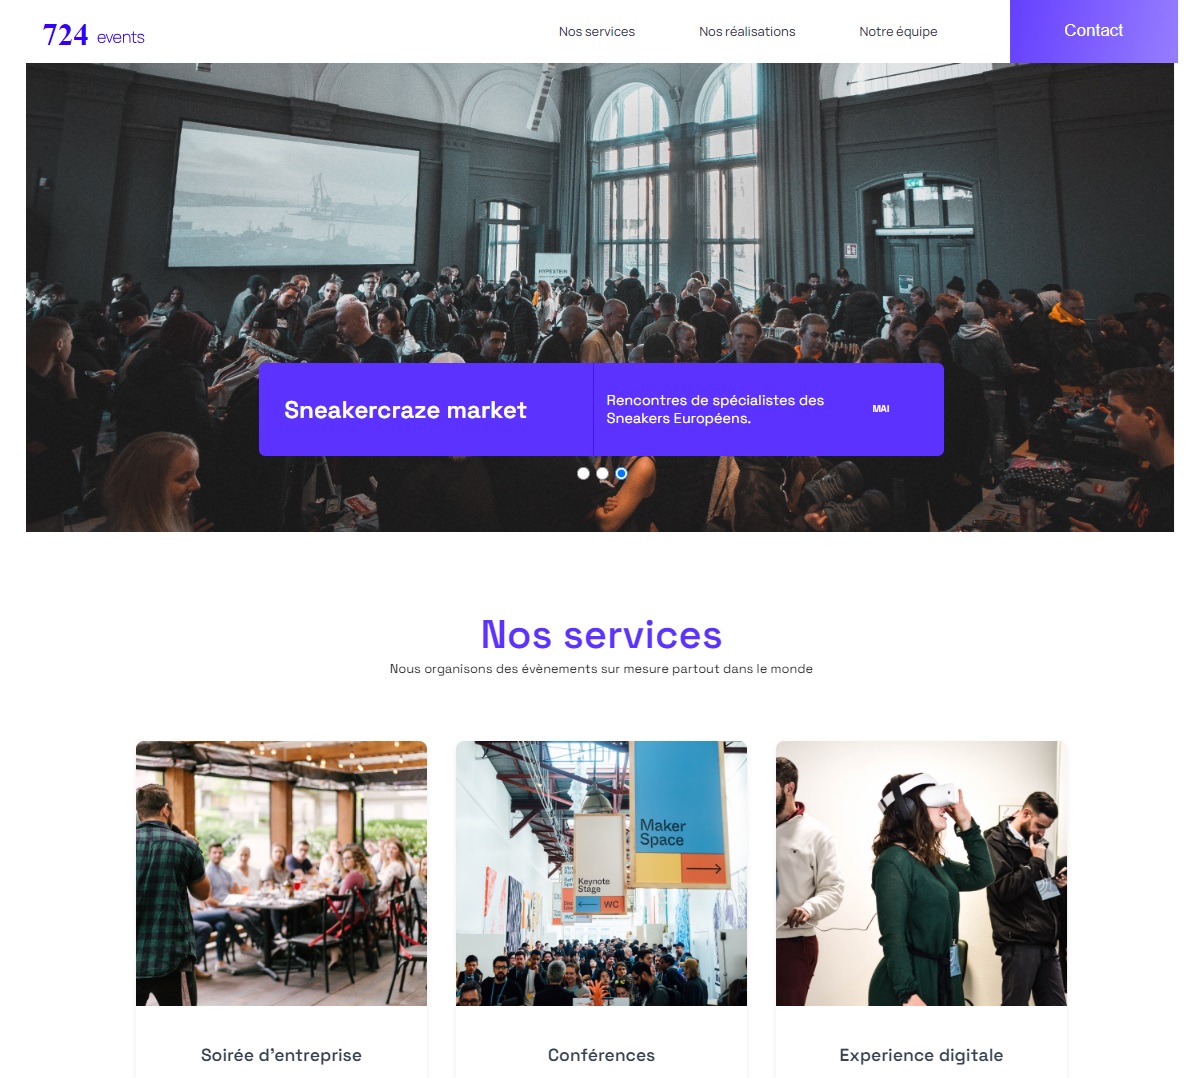 724 events
Nos services
Nos réalisations
Notre équipe
Contact
HYPESTEIN
Sneakercraze market
Rencontres de spécialistes des
Sneakers Européens.
MAI
Nos services
Nous organisons des évènements sur mesure partout dans le monde
Maker
Space
Keynote
Stage
WC
WC
Soirée d'entreprise
Conférences
Experience digitale